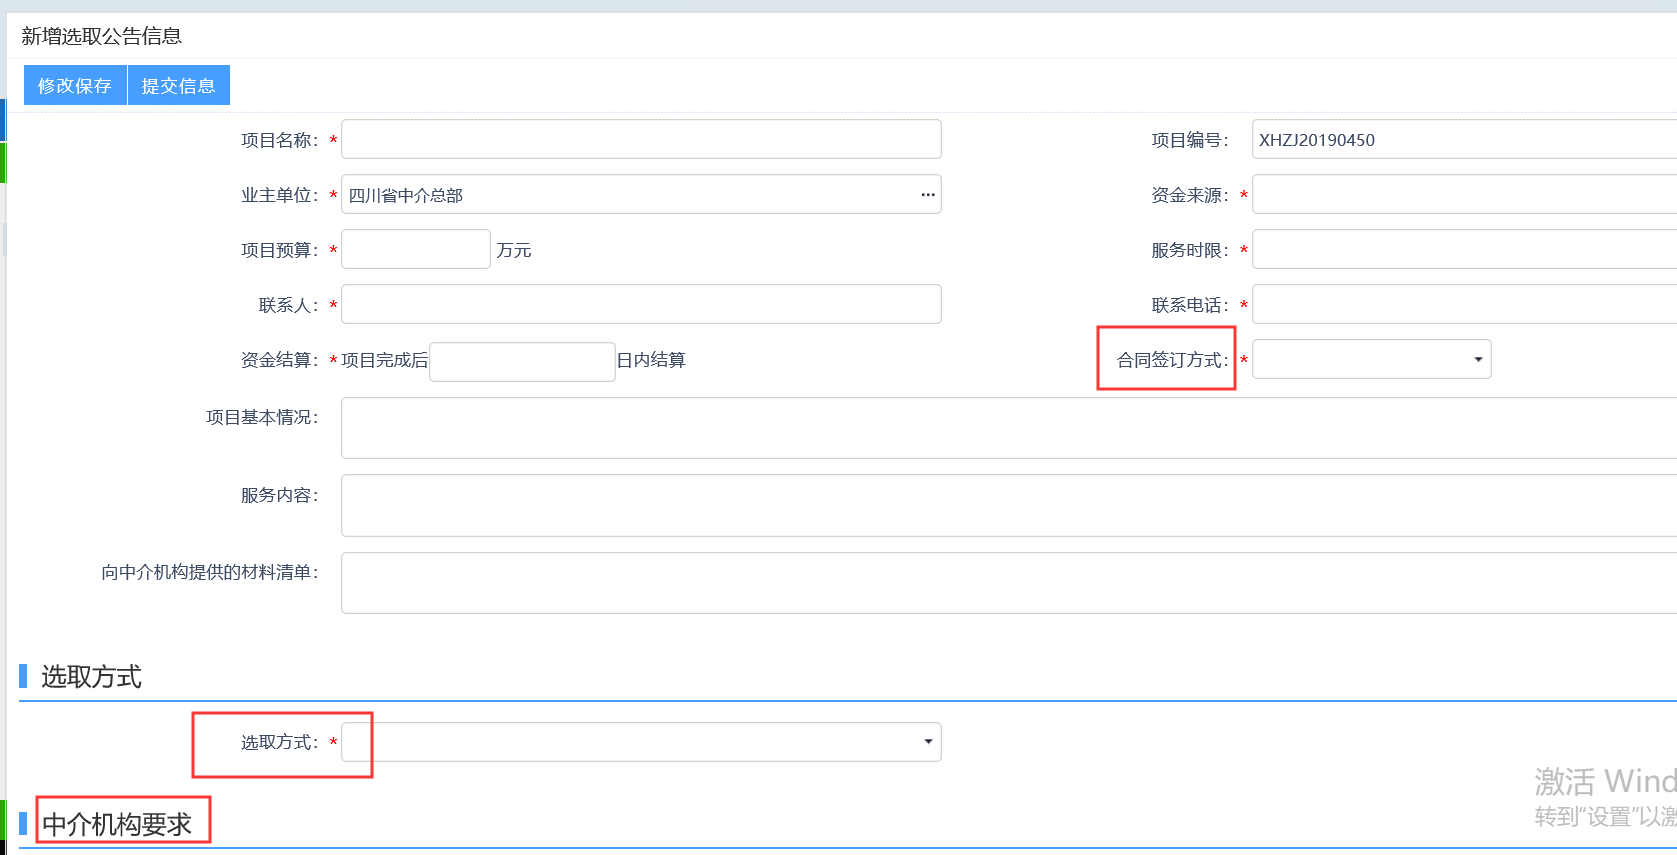 新增选取公告信息
修改保存 提交信息
项目名称：* 项目编号： XHZJ20190450
业主单位：* 四川省中介总部 ... 资金来源：*
项目预算：* 万元 服务时限：*
联系人：* 联系电话：*
资金结算：* 项目完成后 日内结算 合同签订方式：*
项目基本情况：
服务内容：
向中介机构提供的材料清单：
选取方式
选取方式：*
激活 Wind
转到“设置”以激
中介机构要求